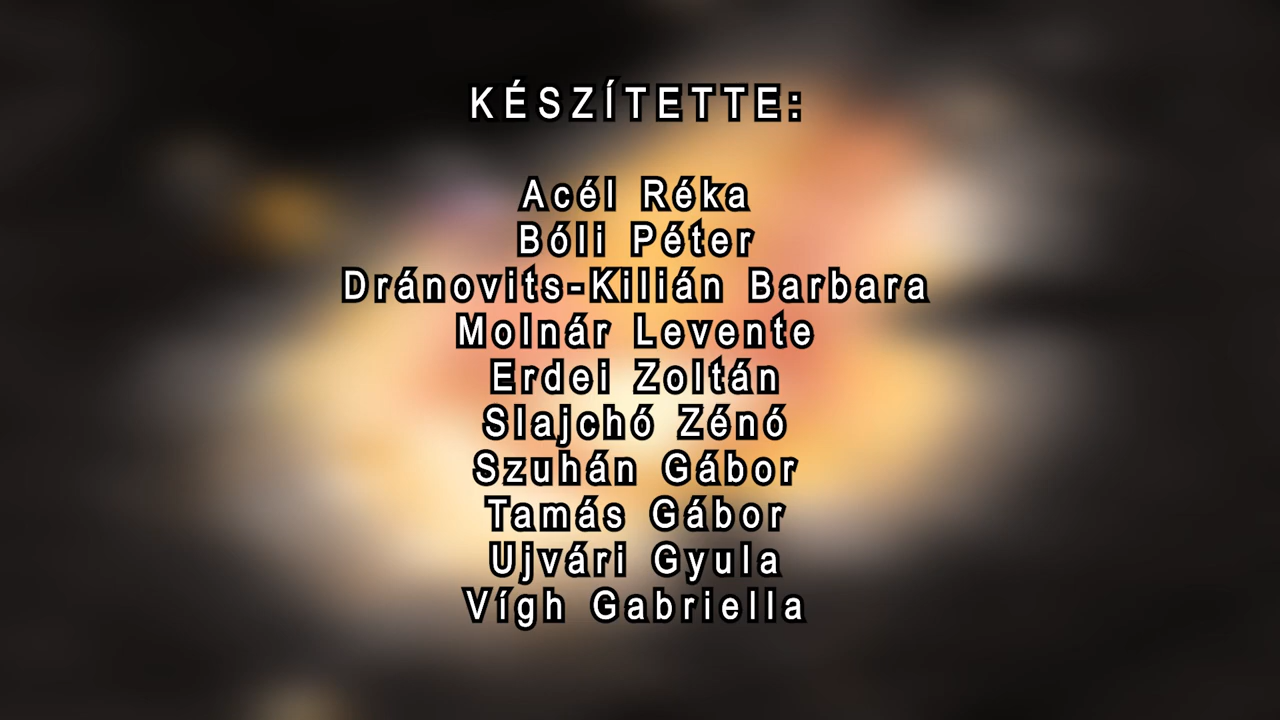 KÉSZÍTETTE:
Acél Réka
Bóli Péter
Dránovits-Kilián Barbara
Molnár Levente
Erdei Zoltán
Slajchó Zénó
Szuhán Gábor
Tamás Gábor
Ujvári Gyula
Vígh Gabriella